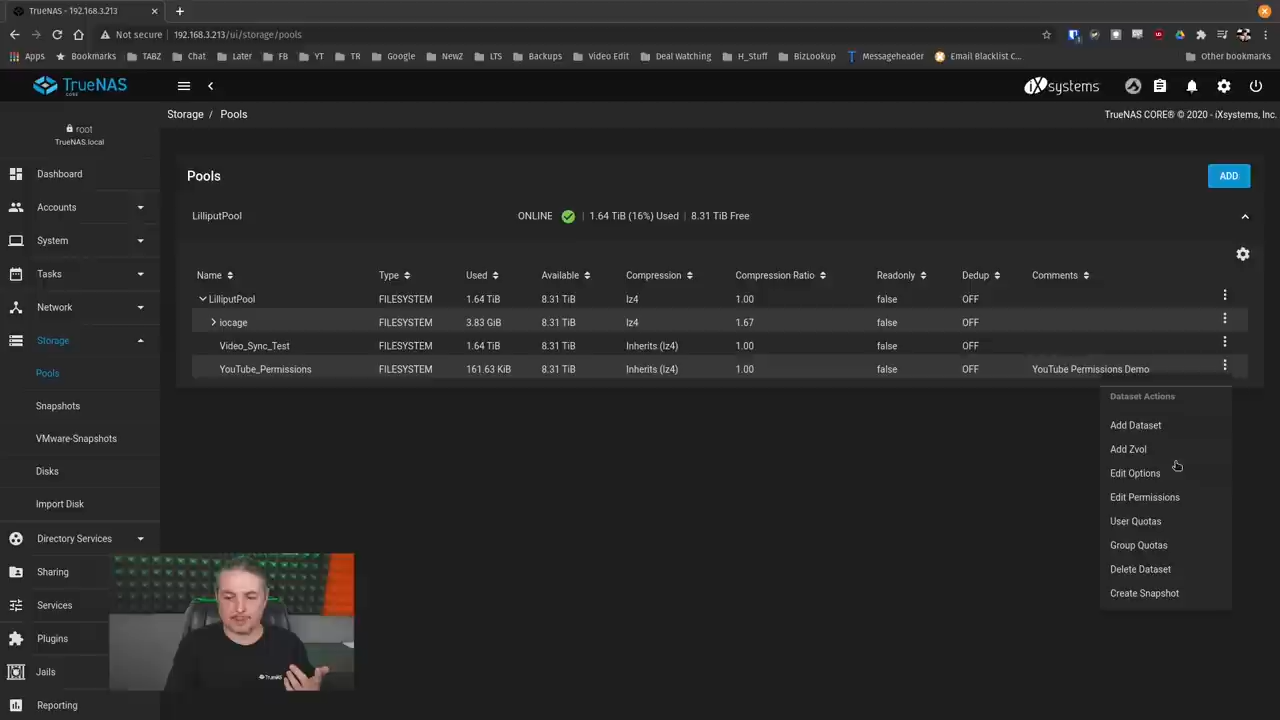 TrueNAS - 192.168.3.213
Not secure 192.168.3.213/ui/storage/pools
Apps Bookmarks TABZ Chat Later FB YT TR Google NewZ LTS Backups Video Edit Deal Watching H_Stuff BizLookup Messageheader Email Blacklist C... Other bookmarks
TrueNAS CORE
iXsystems
Storage / Pools
TrueNAS CORE® © 2020 - iXsystems, Inc.
root
TrueNAS.local
Dashboard
Accounts
System
Tasks
Network
Storage
Pools
Snapshots
VMware-Snapshots
Disks
Import Disk
Directory Services
Sharing
Services
Plugins
Jails
Reporting
Pools
ADD
LilliputPool ONLINE | 1.64 TiB (16%) Used | 8.31 TiB Free
Name Type Used Available Compression Compression Ratio Readonly Dedup Comments
LilliputPool FILESYSTEM 1.64 TiB 8.31 TiB lz4 1.00 false OFF
iocage FILESYSTEM 3.83 GiB 8.31 TiB lz4 1.67 false OFF
Video_Sync_Test FILESYSTEM 1.64 TiB 8.31 TiB Inherits (lz4) 1.00 false OFF
YouTube_Permissions FILESYSTEM 161.63 KiB 8.31 TiB Inherits (lz4) 1.00 false OFF YouTube Permissions Demo
Dataset Actions
Add Dataset
Add Zvol
Edit Options
Edit Permissions
User Quotas
Group Quotas
Delete Dataset
Create Snapshot
TrueNAS